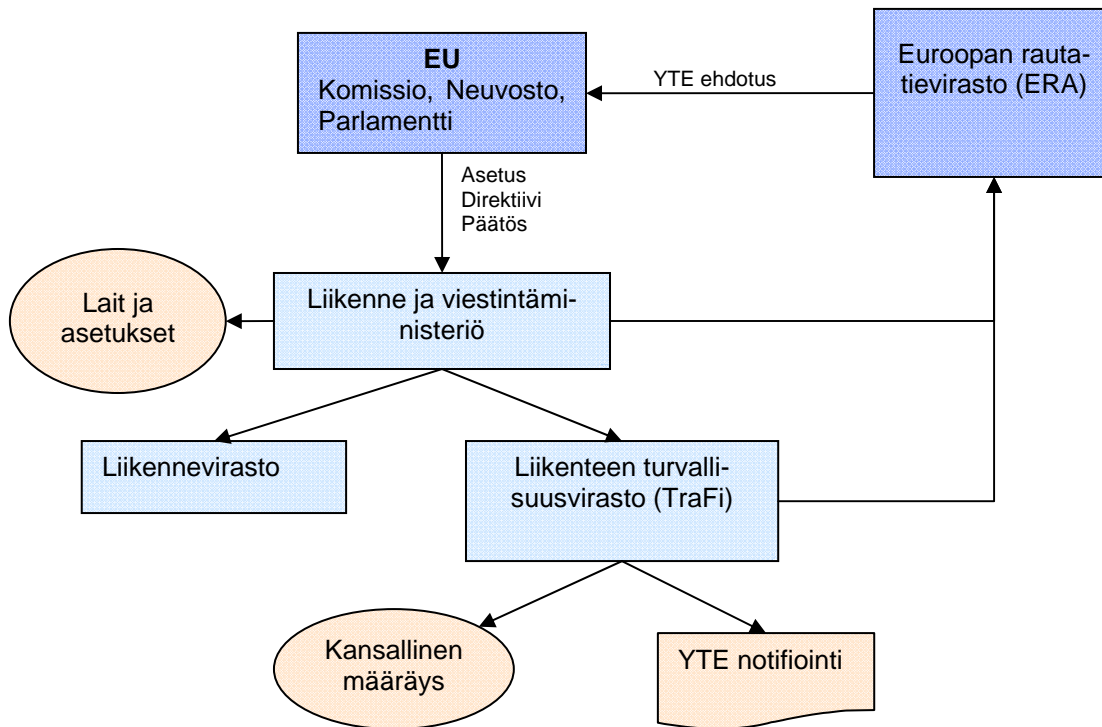 EU
Komissio, Neuvosto,
Parlamentti
YTE ehdotus
Euroopan rauta-
tievirasto (ERA)
Asetus
Direktiivi
Päätös
Lait ja
asetukset
Liikenne ja viestintämi-
nisteriö
Liikennevirasto
Liikenteen turvalli-
suusvirasto (TraFi)
Kansallinen
määräys
YTE notifiointi